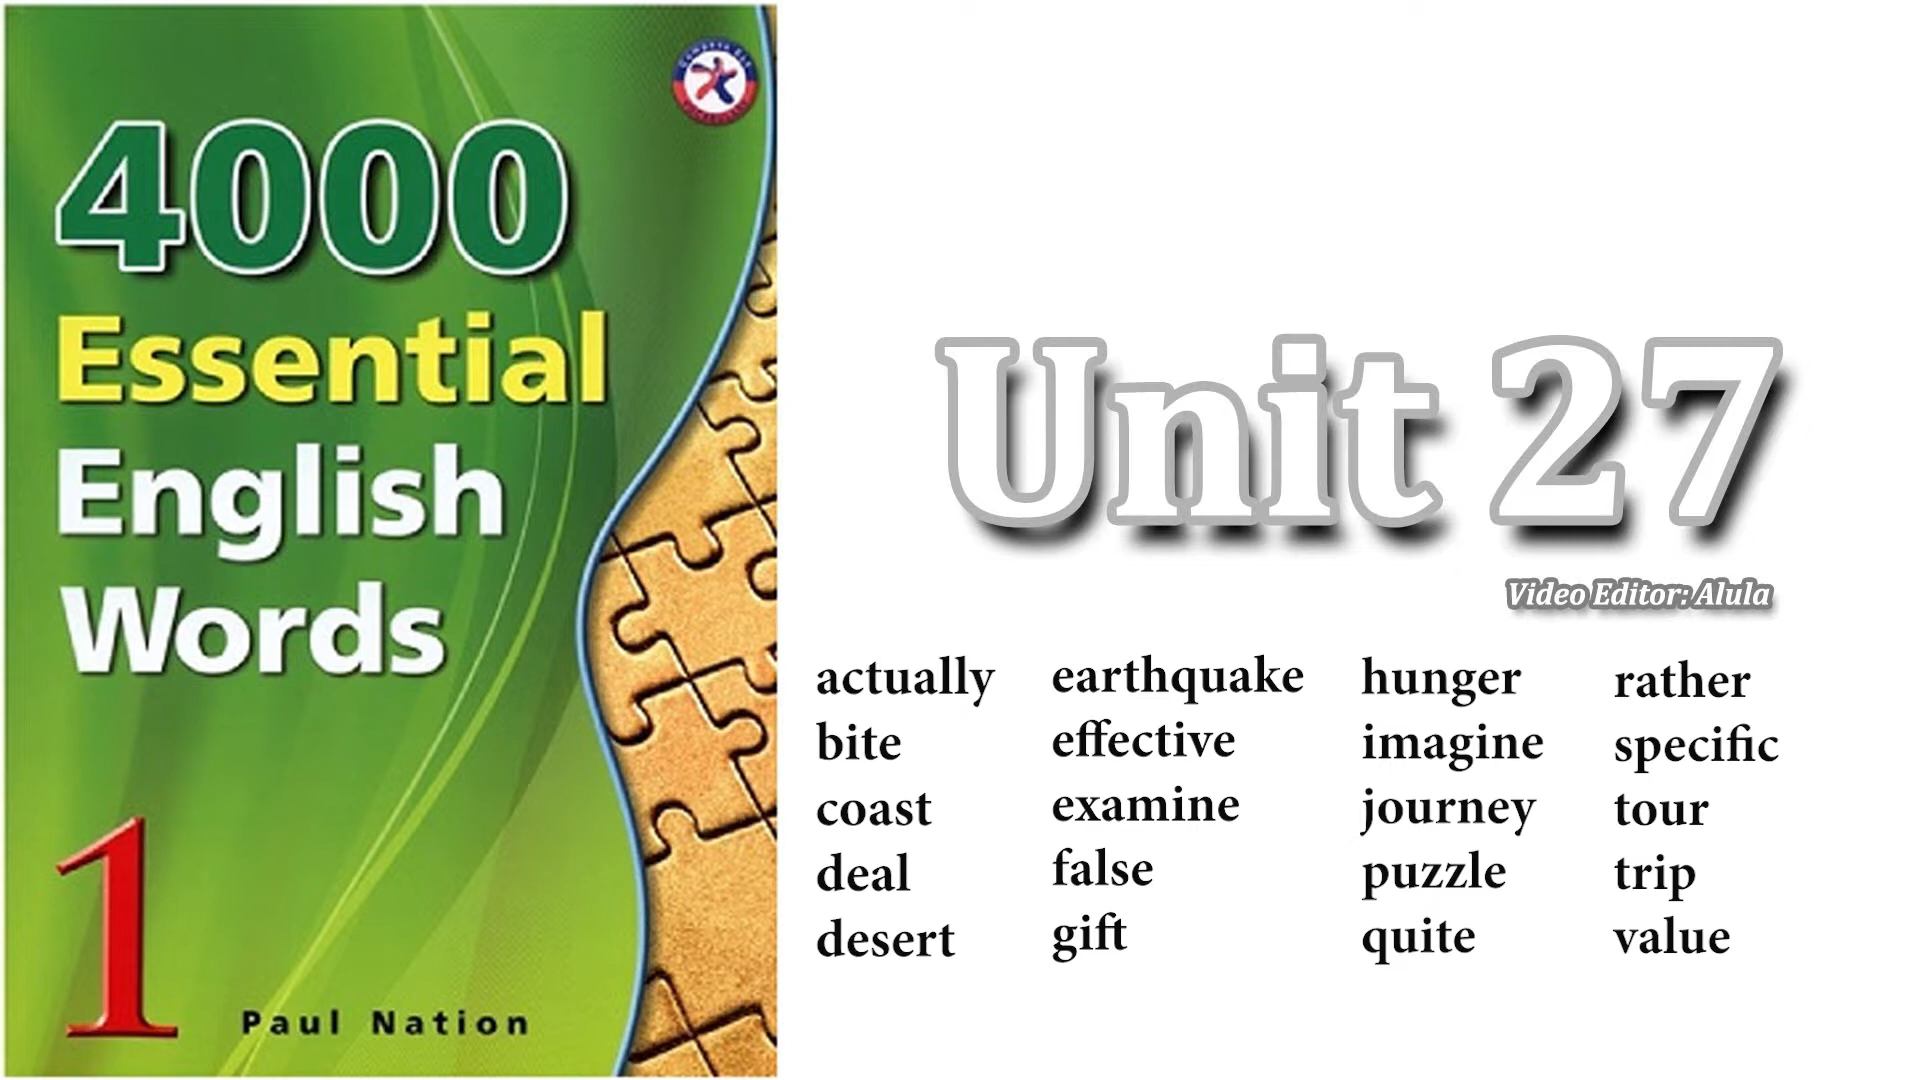 4000
Essential
English
Words
1
Paul Nation
Unit 27
Video Editor: Alula
actually
bite
coast
deal
desert
earthquake
effective
examine
false
gift
hunger
imagine
journey
puzzle
quite
rather
specific
tour
trip
value